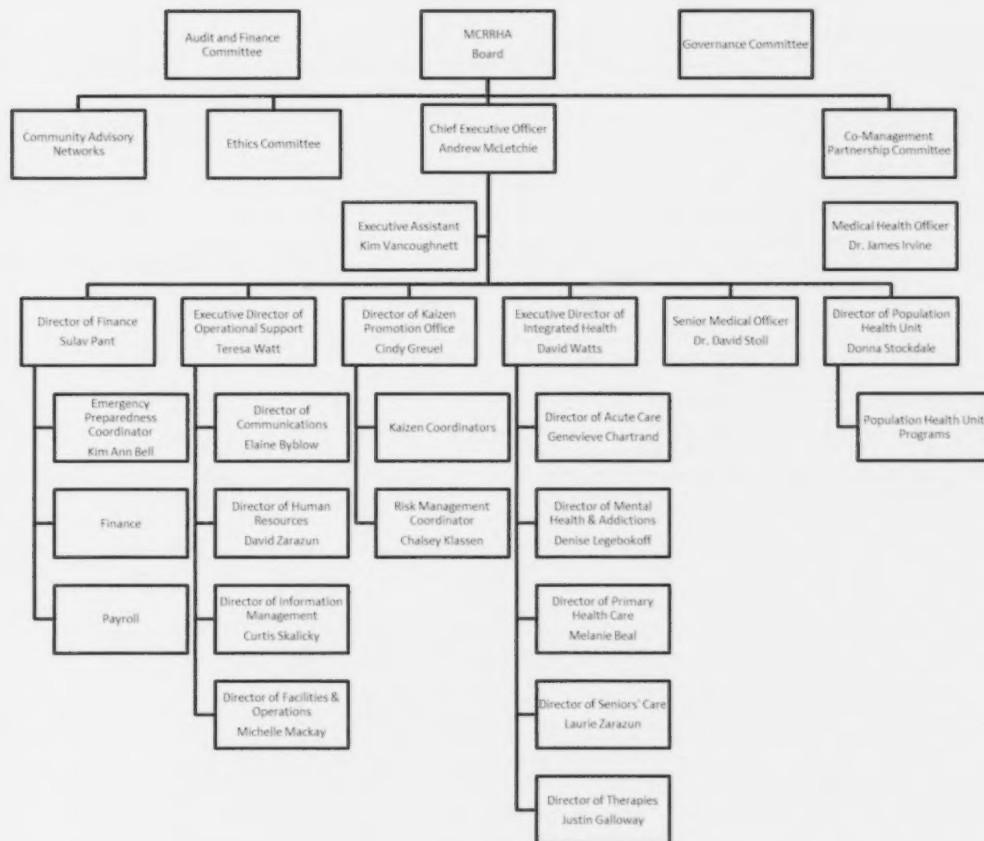 Audit and Finance
Committee
MCRRHA
Board
Governance Committee
Community Advisory
Networks
Ethics Committee
Chief Executive Officer
Andrew McLetchie
Co-Management
Partnership Committee
Executive Assistant
Kim Vancoughnett
Medical Health Officer
Dr. James Irvine
Director of Finance
Sulav Pant
Executive Director of
Operational Support
Teresa Watt
Director of Kaizen
Promotion Office
Cindy Greuel
Executive Director of
Integrated Health
David Watts
Senior Medical Officer
Dr. David Stoll
Director of Population
Health Unit
Donna Stockdale
Emergency
Preparedness
Coordinator
Kim Ann Bell
Director of
Communications
Elaine Byblow
Kaizen Coordinators
Director of Acute Care
Genevieve Chartrand
Population Health Unit
Programs
Finance
Director of Human
Resources
David Zarazun
Risk Management
Coordinator
Chalsey Klassen
Director of Mental
Health & Addictions
Denise Legebokoff
Payroll
Director of Information
Management
Curtis Skalicky
Director of Primary
Health Care
Melanie Beal
Director of Facilities &
Operations
Michelle Mackay
Director of Seniors' Care
Laurie Zarazun
Director of Therapies
Justin Galloway